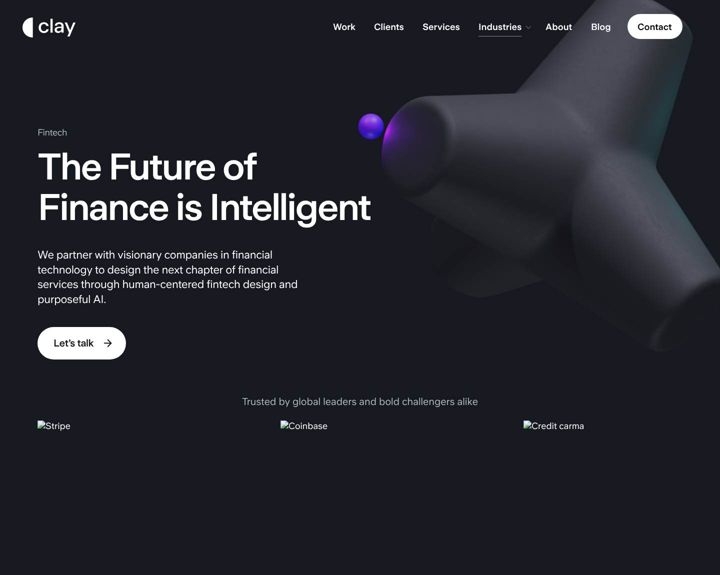 clay
Work Clients Services Industries About Blog Contact
Fintech
The Future of
Finance is Intelligent
We partner with visionary companies in financial
technology to design the next chapter of financial
services through human-centered fintech design and
purposeful AI.
Let's talk
Trusted by global leaders and bold challengers alike
Stripe Coinbase Credit carma